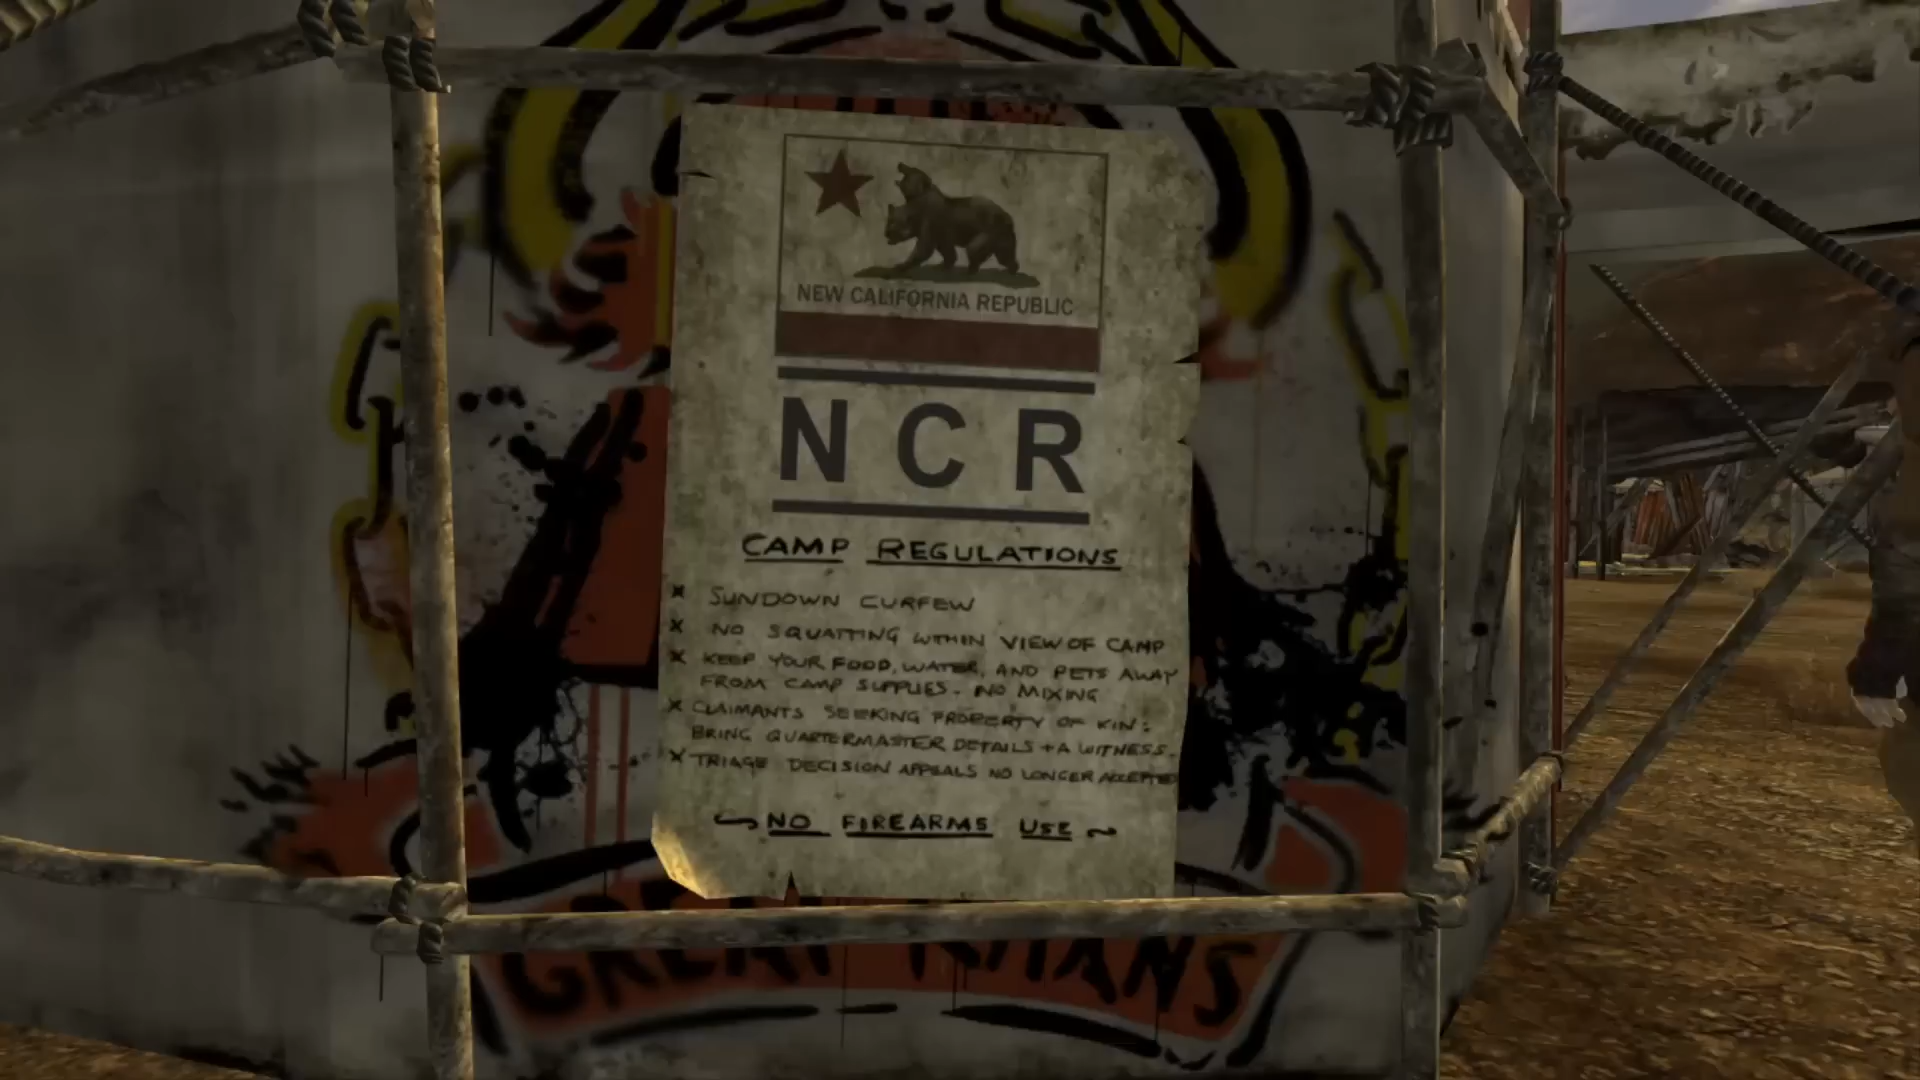 NEW CALIFORNIA REPUBLIC
N C R
CAMP REGULATIONS
x SUNDOWN CURFEW
x NO SQUATTING WITHIN VIEW OF CAMP
x KEEP YOUR FOOD, WATER, AND PETS AWAY
FROM CAMP SUPPLIES. NO MIXING
x CLAIMANTS SEEKING PROPERTY OF KIN:
BRING QUARTERMASTER DETAILS + A WITNESS.
x TRIAGE DECISION APPEALS NO LONGER ACCEPTED
NO FIREARMS USE
GREAT KHANS